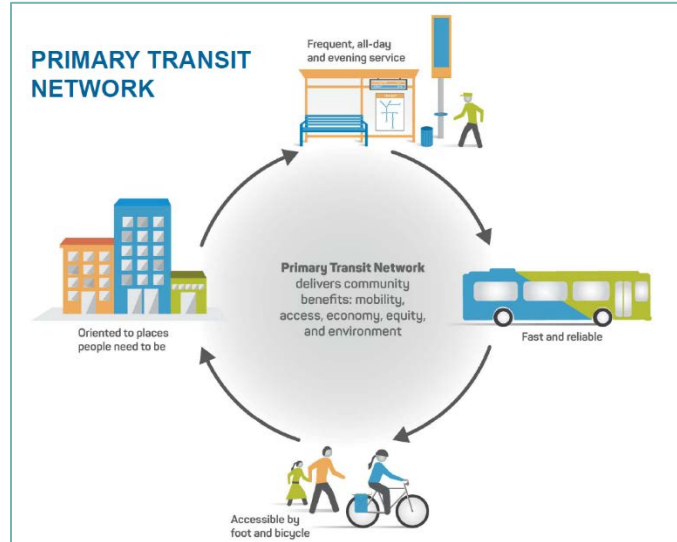 PRIMARY TRANSIT
NETWORK
Frequent, all-day
and evening service
Primary Transit Network
delivers community
benefits: mobility,
access, economy, equity,
and environment
Oriented to places
people need to be
Fast and reliable
Accessible by
foot and bicycle